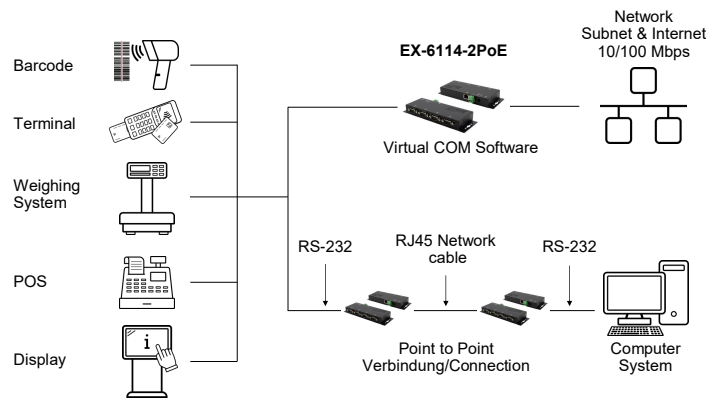 Barcode
Terminal
Weighing
System
POS
Display
i
EX-6114-2PoE
Virtual COM Software
Network
Subnet & Internet
10/100 Mbps
RS-232
RJ45 Network
cable
RS-232
Point to Point
Verbindung/Connection
Computer
System